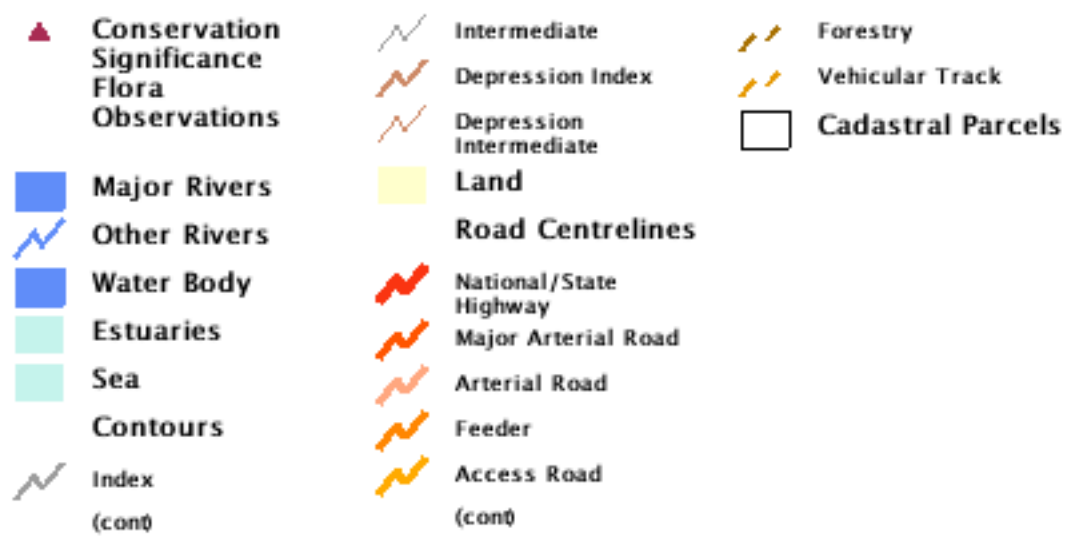 Conservation
Significance
Flora
Observations
Major Rivers
Other Rivers
Water Body
Estuaries
Sea
Contours
Index
(cont)
Intermediate
Depression Index
Depression
Intermediate
Land
Road Centrelines
National/State
Highway
Major Arterial Road
Arterial Road
Feeder
Access Road
(cont)
Forestry
Vehicular Track
Cadastral Parcels